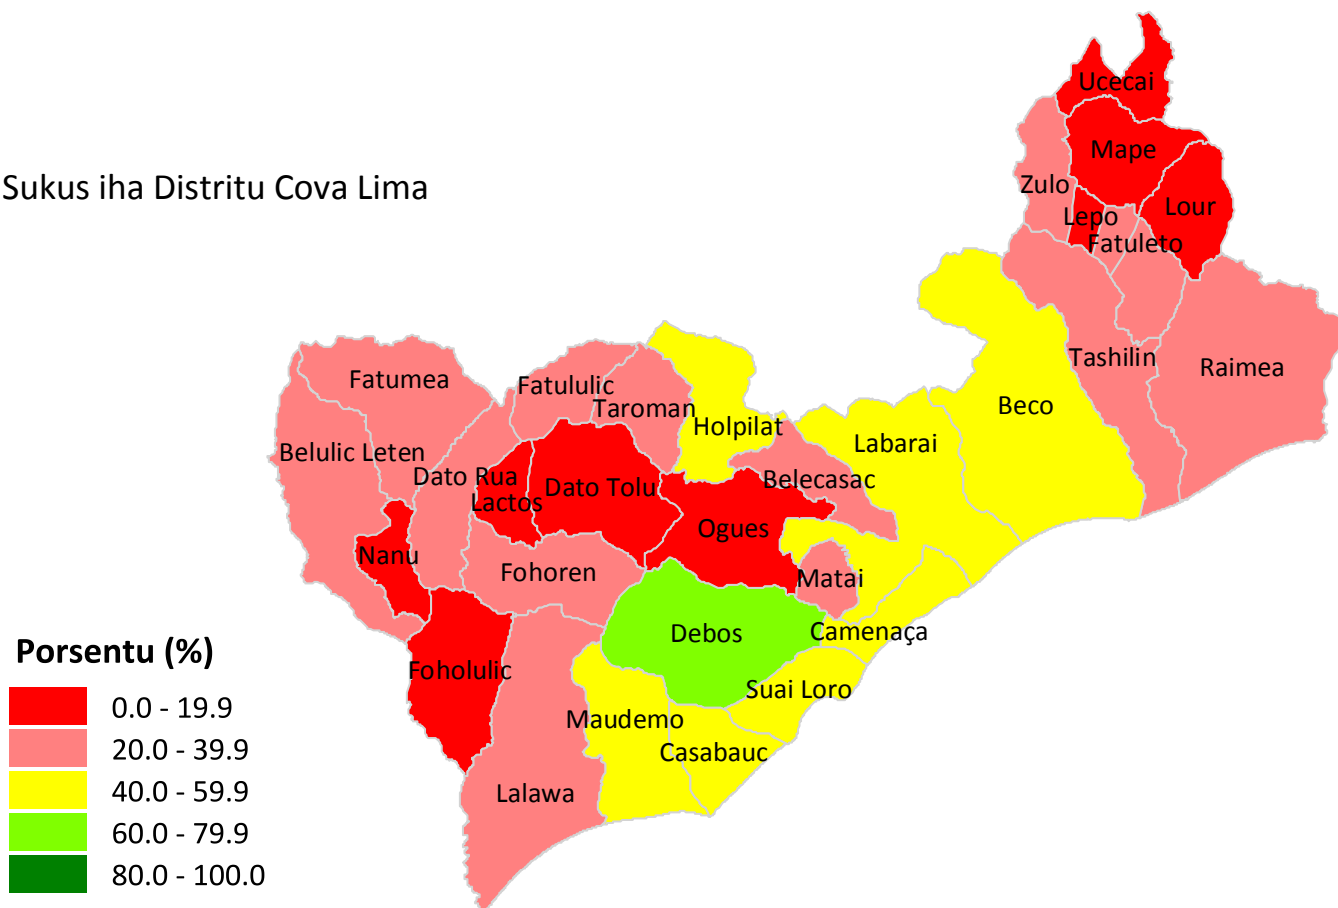 Ucecai
Mape
Sukus iha Distritu Cova Lima
Zulo
Lour
Lepo
Fatuleto
Tashilin
Raimea
Fatumea
Fatululic
Taroman
Beco
Holpilat
Labarai
Belulic Leten
Dato Rua
Belecasac
Lactos
Dato Tolu
Ogues
Nanu
Fohoren
Matai
Debos
Camenaça
Porsentu (%)
Foholulic
Suai Loro
0.0 - 19.9
Maudemo
20.0 - 39.9
Casabauc
40.0 - 59.9
Lalawa
60.0 - 79.9
80.0 - 100.0